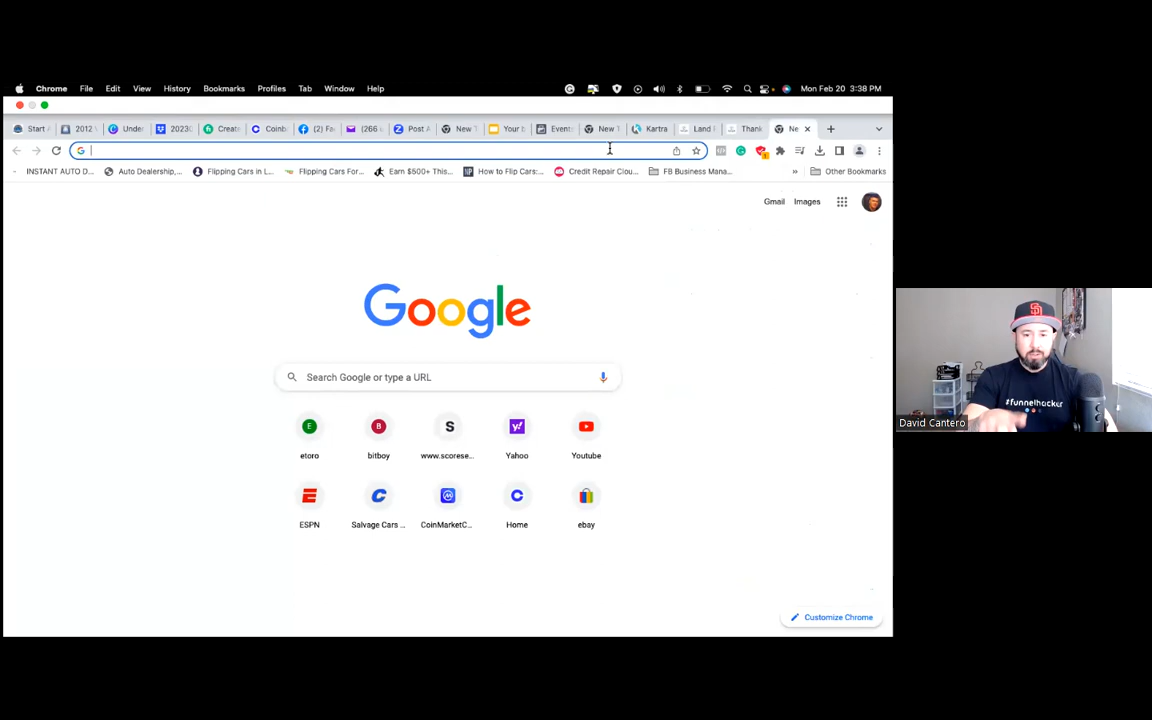 Chrome File Edit View History Bookmarks Profiles Tab Window Help Mon Feb 20 3:38 PM
Start 2012 Under 2023 Create Coinb (2) Fa (266 Post New T Your Event New T Kartra Land Thank Ne
INSTANT AUTO D... Auto Dealership,... Flipping Cars in L... Flipping Cars For... Earn $500+ This... How to Flip Cars:... Credit Repair Clou... FB Business Mana... » Other Bookmarks
Gmail Images
Google
Search Google or type a URL
E B S
etoro bitboy www.scorese... Yahoo Youtube
ESPN Salvage Cars ... CoinMarketC... Home ebay
Customize Chrome
#funnelhacker
David Cantero